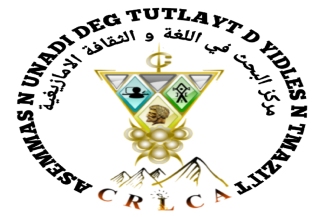 ASEMMAS N UNADI DEG TUTLAYT D YIDLES N TMAZIƔT
مركز البحث في اللغة و الثقافة الامازيغية
CRLCA